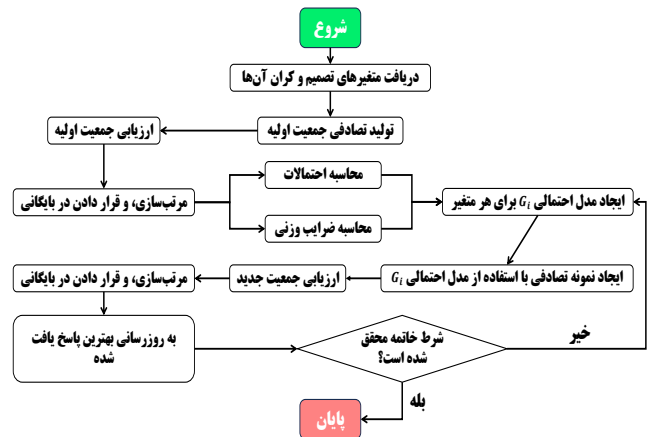 شروع
دریافت متغیرهای تصمیم و کران آن‌ها
تولید تصادفی جمعیت اولیه
ارزیابی جمعیت اولیه
مرتب‌سازی، و قرار دادن در بایگانی
محاسبه احتمالات
محاسبه ضرایب وزنی
ایجاد مدل احتمالی G_i برای هر متغیر
ایجاد نمونه تصادفی با استفاده از مدل احتمالی G_i
ارزیابی جمعیت جدید
مرتب‌سازی، و قرار دادن در بایگانی
به روزرسانی بهترین پاسخ یافت
شده
شرط خاتمه محقق
شده است؟
خیر
بله
پایان